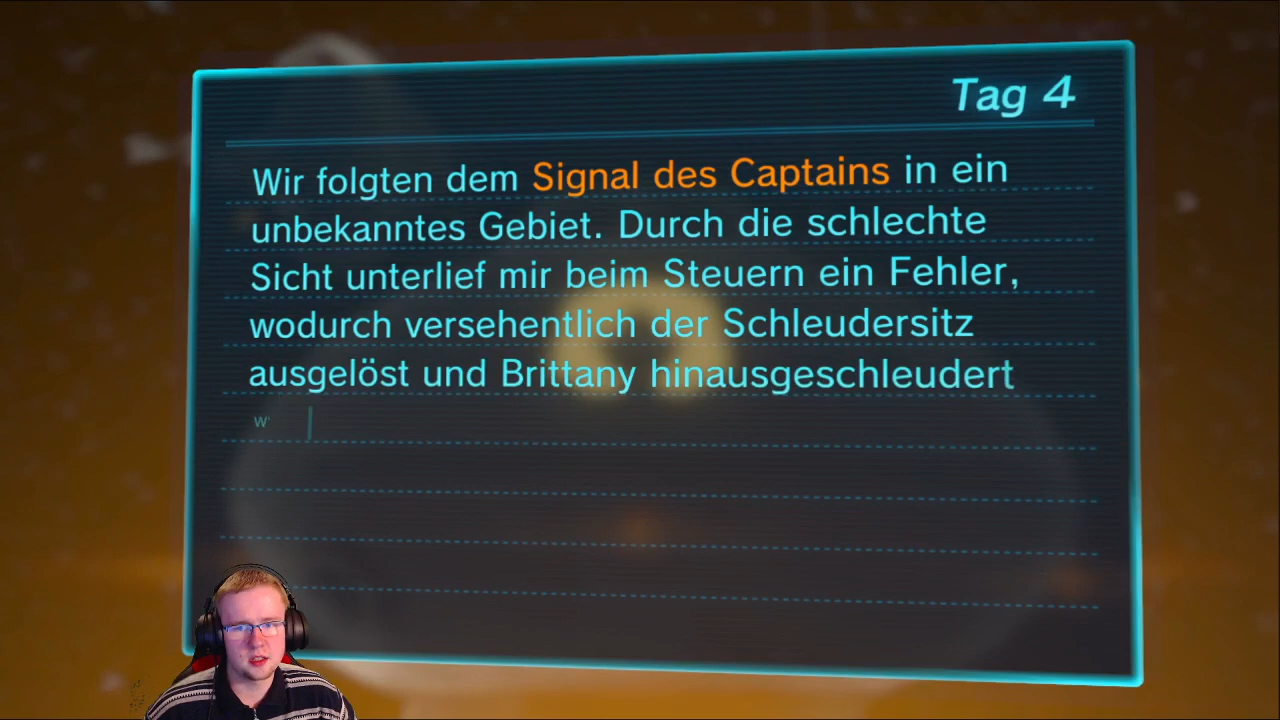 Tag 4
Wir folgten dem Signal des Captains in ein
unbekanntes Gebiet. Durch die schlechte
Sicht unterlief mir beim Steuern ein Fehler,
wodurch versehentlich der Schleudersitz
ausgelöst und Brittany hinausgeschleudert
w